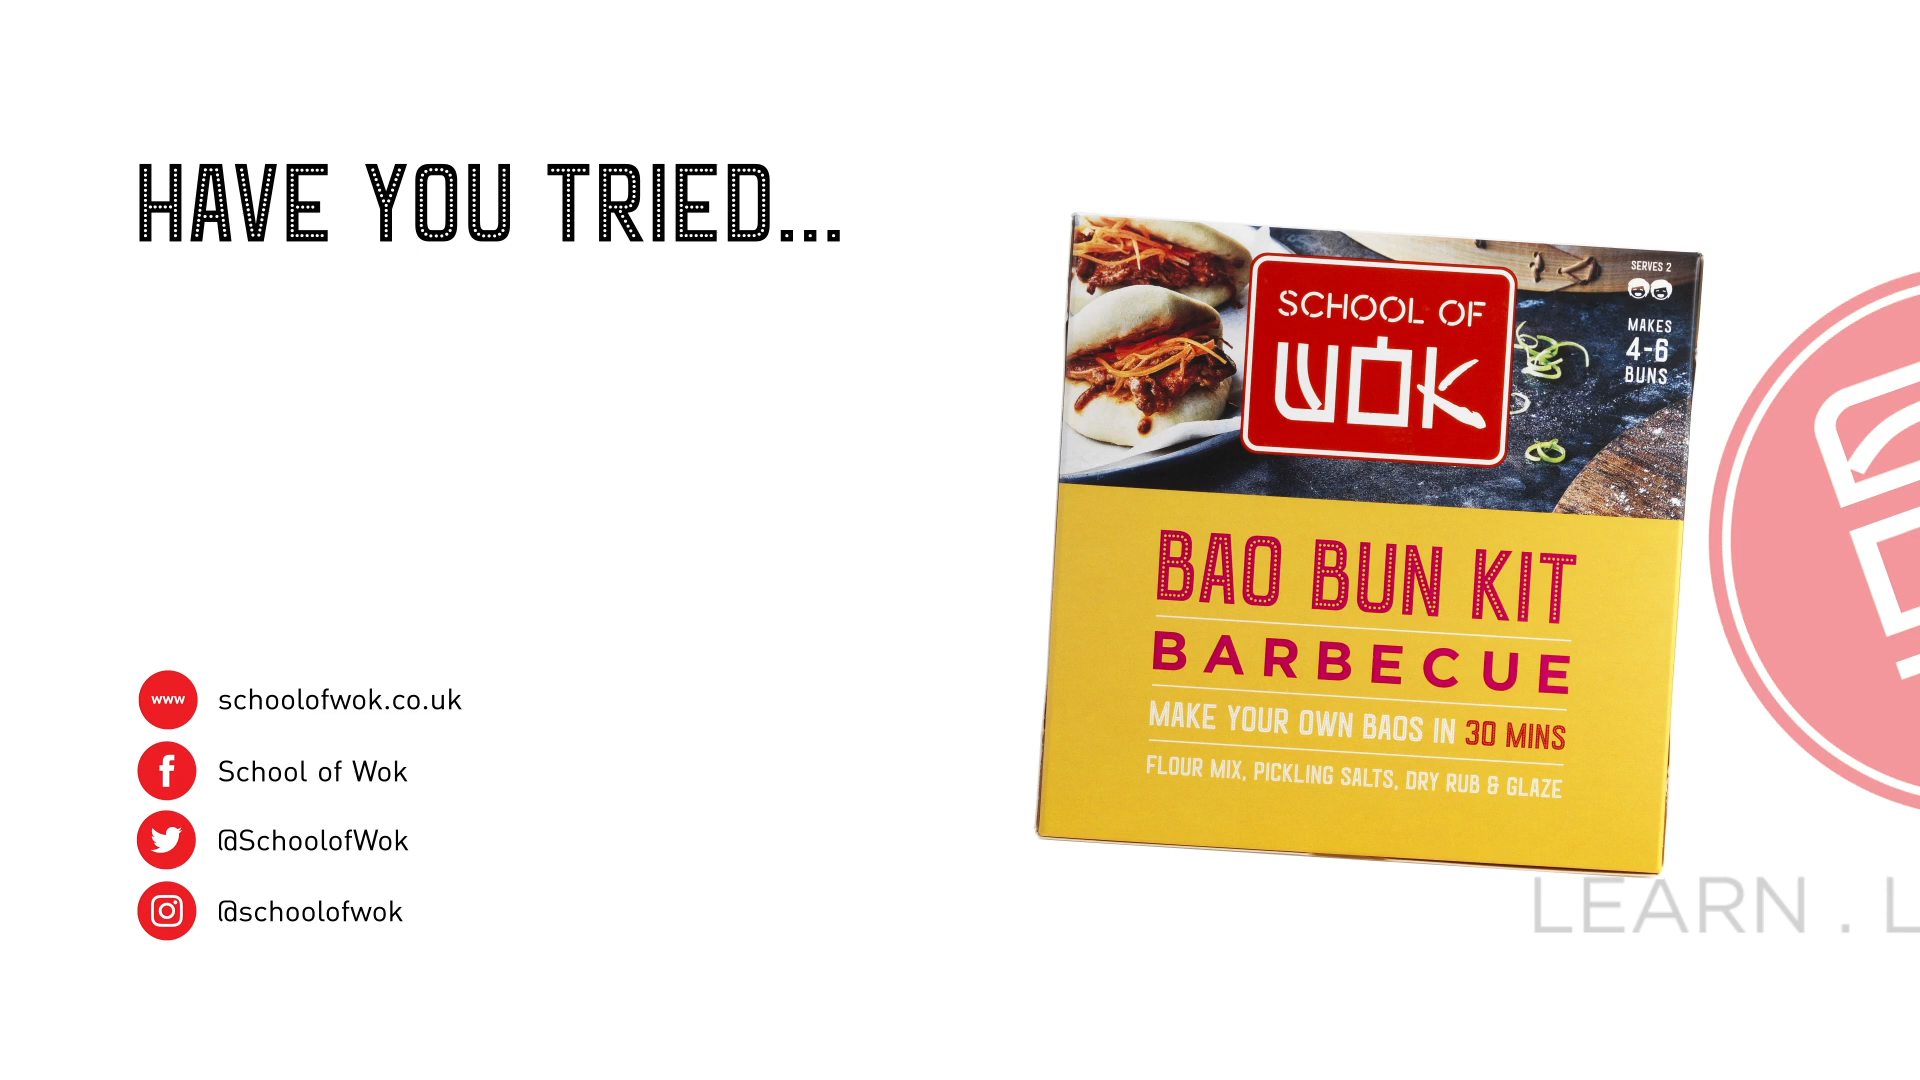 HAVE YOU TRIED...
SCHOOL OF
WOK
SERVES 2
MAKES
4-6
BUNS
BAO BUN KIT
BARBECUE
MAKE YOUR OWN BAOS IN 30 MINS
FLOUR MIX, PICKLING SALTS, DRY RUB & GLAZE
www
schoolofwok.co.uk
School of Wok
@SchoolofWok
@schoolofwok
LEARN . L